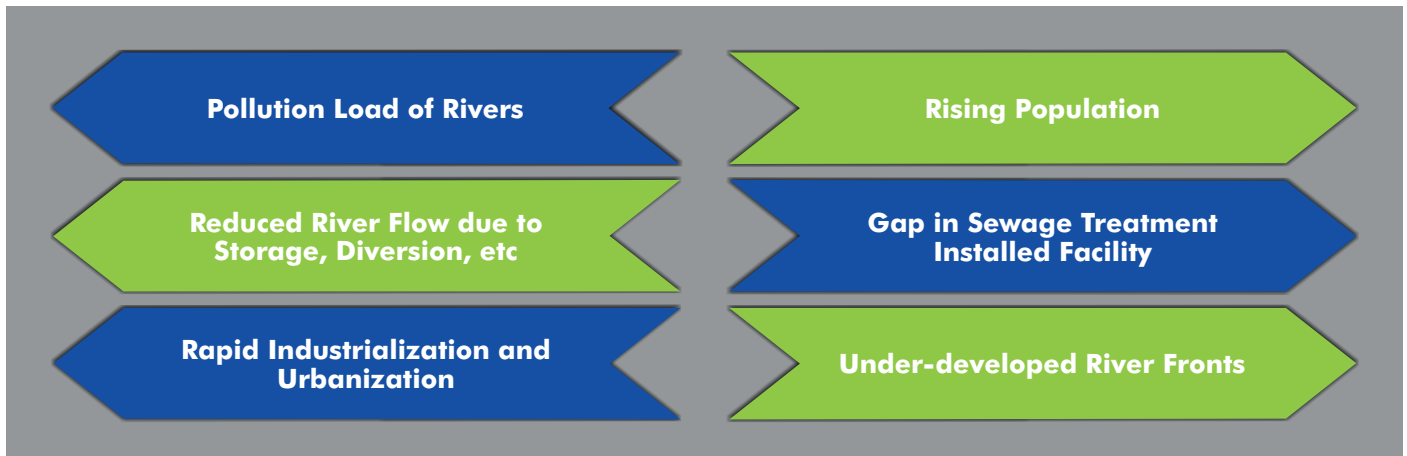 Pollution Load of Rivers
Rising Population
Reduced River Flow due to
Storage, Diversion, etc
Gap in Sewage Treatment
Installed Facility
Rapid Industrialization and
Urbanization
Under-developed River Fronts